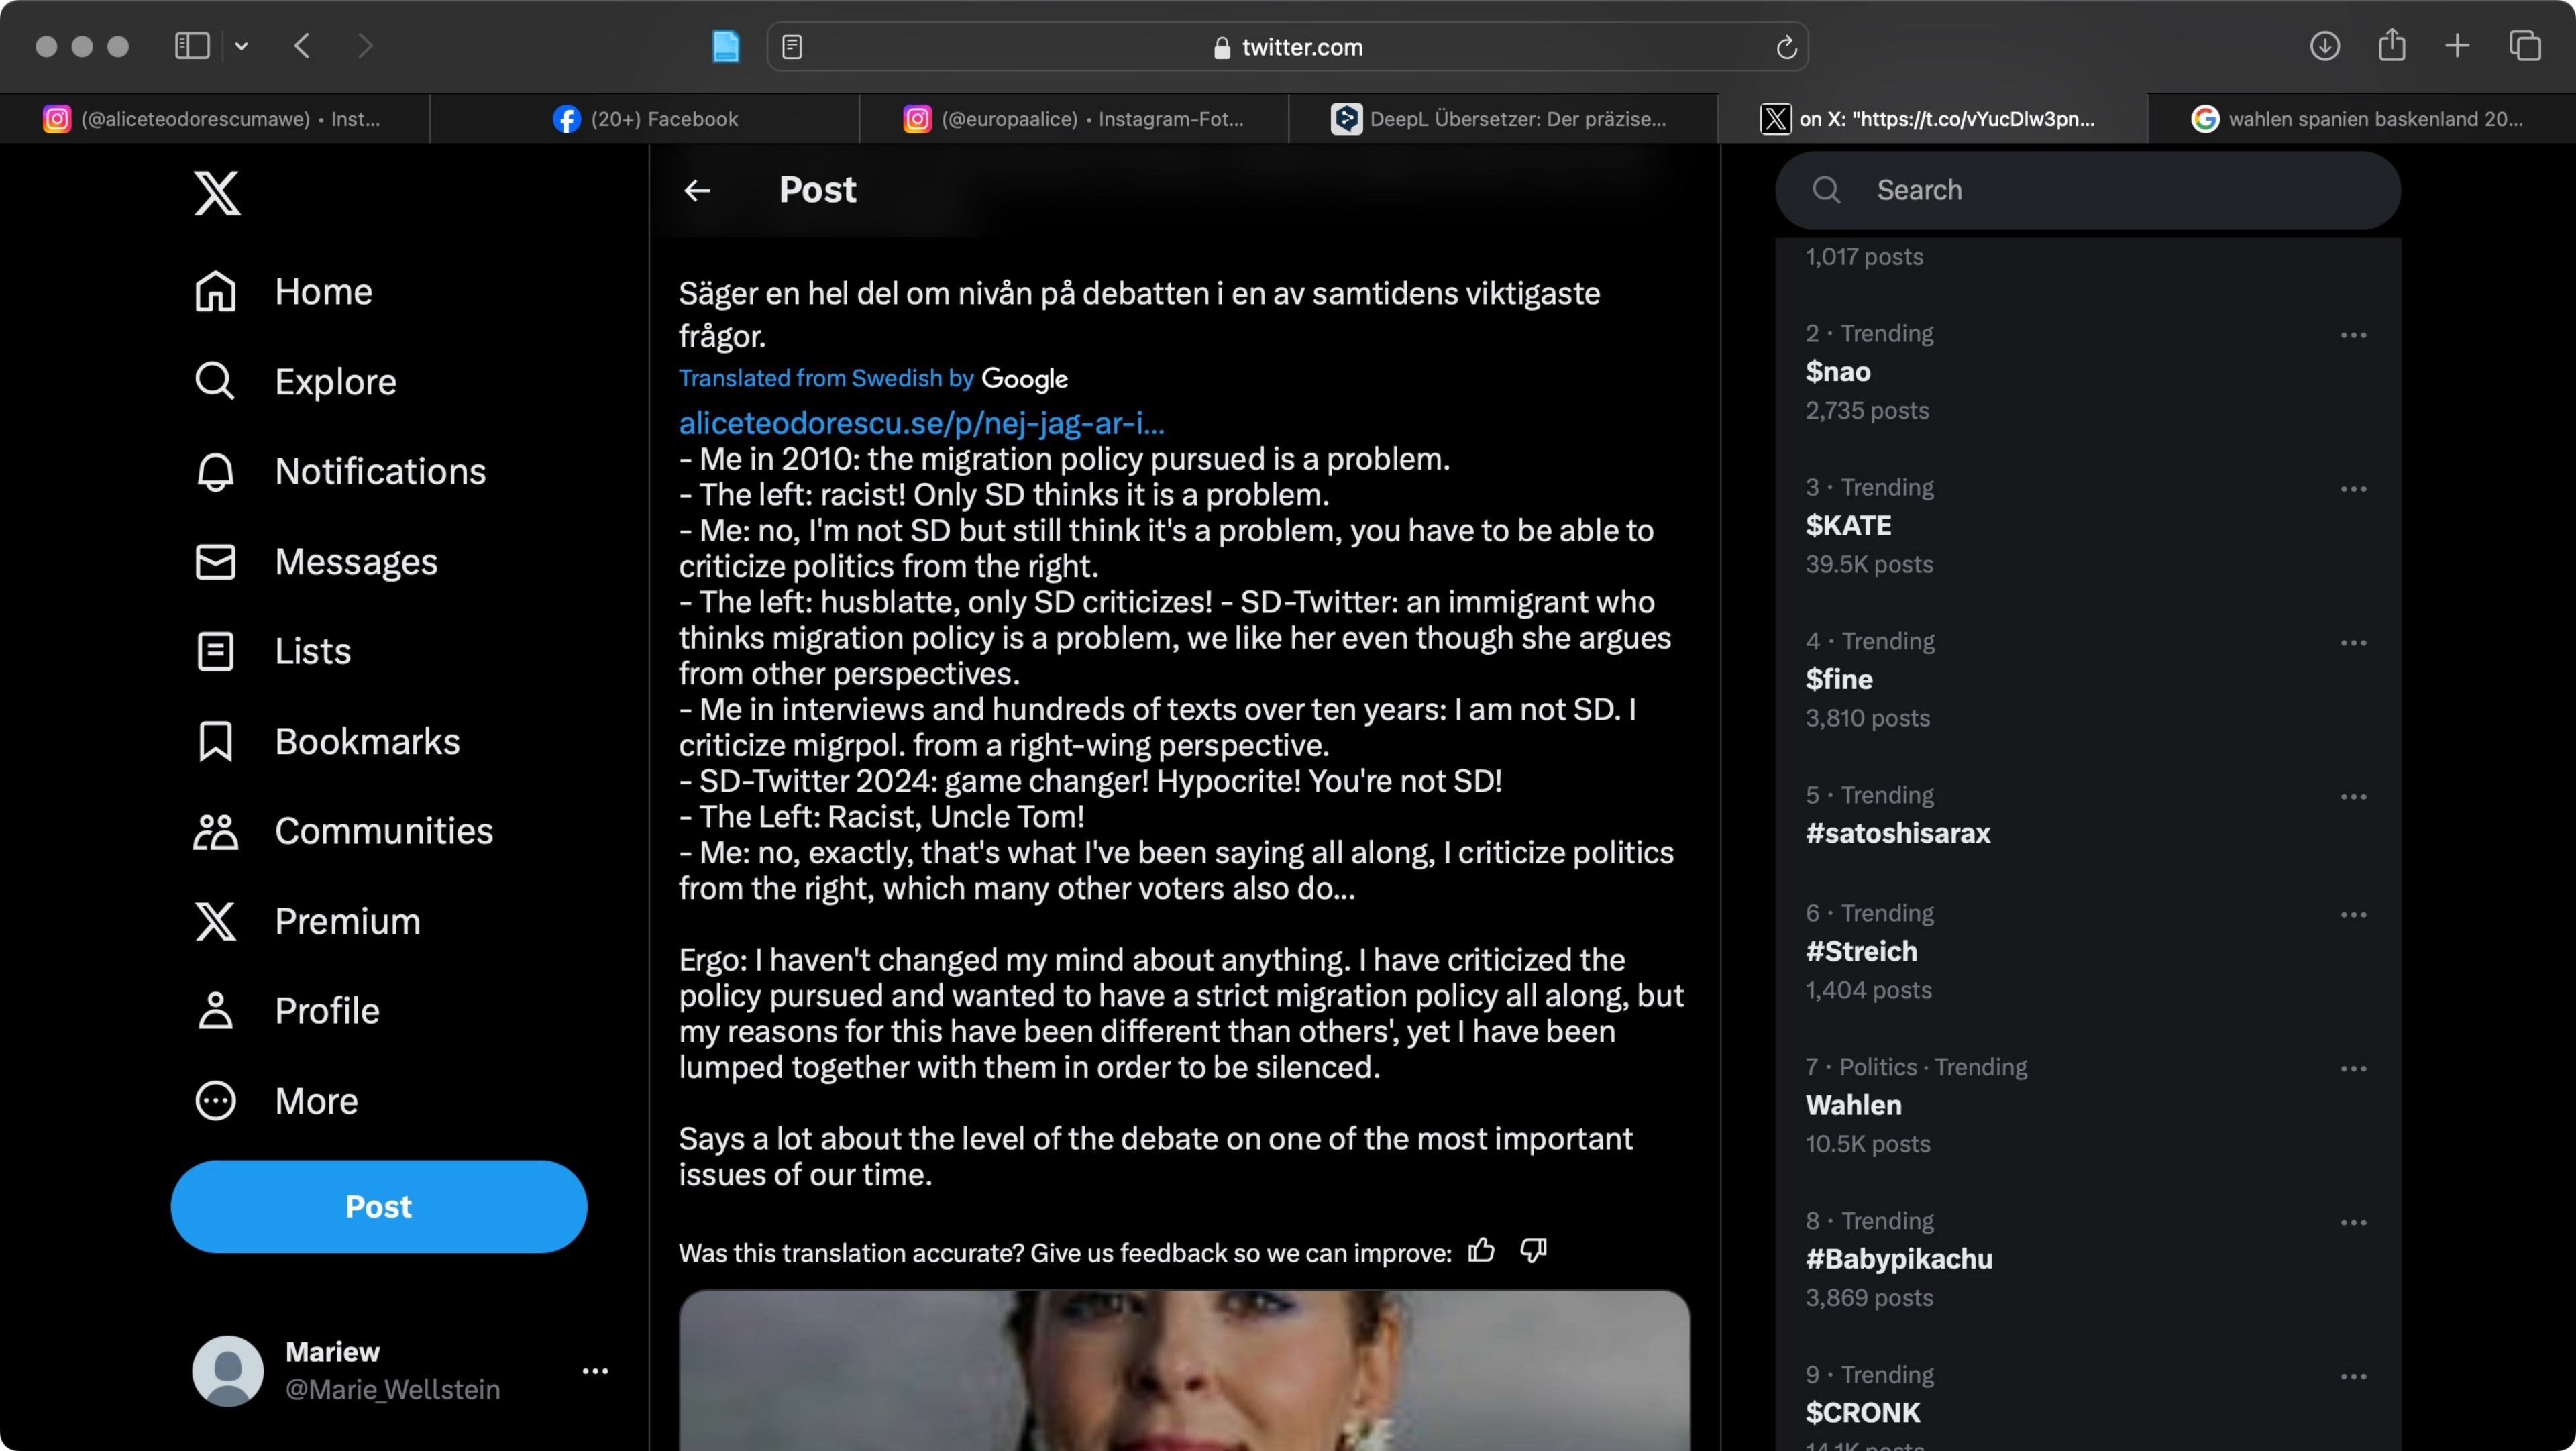 twitter.com
(@aliceteodorescumawe) • Inst...
(20+) Facebook
(@europaalice) • Instagram-Fot...
DeepL Übersetzer: Der präzise...
on X: "https://t.co/vYucDlw3pn...
wahlen spanien baskenland 20...
Home
Explore
Notifications
Messages
Lists
Bookmarks
Communities
Premium
Profile
More
Post
Mariew
@Marie_Wellstein
Post
Säger en hel del om nivån på debatten i en av samtidens viktigaste
frågor.
Translated from Swedish by Google
aliceteodorescu.se/p/nej-jag-ar-i...
- Me in 2010: the migration policy pursued is a problem.
- The left: racist! Only SD thinks it is a problem.
- Me: no, I'm not SD but still think it's a problem, you have to be able to
criticize politics from the right.
- The left: husblatte, only SD criticizes! - SD-Twitter: an immigrant who
thinks migration policy is a problem, we like her even though she argues
from other perspectives.
- Me in interviews and hundreds of texts over ten years: I am not SD. I
criticize migrpol. from a right-wing perspective.
- SD-Twitter 2024: game changer! Hypocrite! You're not SD!
- The Left: Racist, Uncle Tom!
- Me: no, exactly, that's what I've been saying all along, I criticize politics
from the right, which many other voters also do...
Ergo: I haven't changed my mind about anything. I have criticized the
policy pursued and wanted to have a strict migration policy all along, but
my reasons for this have been different than others', yet I have been
lumped together with them in order to be silenced.
Says a lot about the level of the debate on one of the most important
issues of our time.
Was this translation accurate? Give us feedback so we can improve:
Search
1,017 posts
2 · Trending
$nao
2,735 posts
3 · Trending
$KATE
39.5K posts
4 · Trending
$fine
3,810 posts
5 · Trending
#satoshisarax
6 · Trending
#Streich
1,404 posts
7 · Politics · Trending
Wahlen
10.5K posts
8 · Trending
#Babypikachu
3,869 posts
9 · Trending
$CRONK
14.1K posts